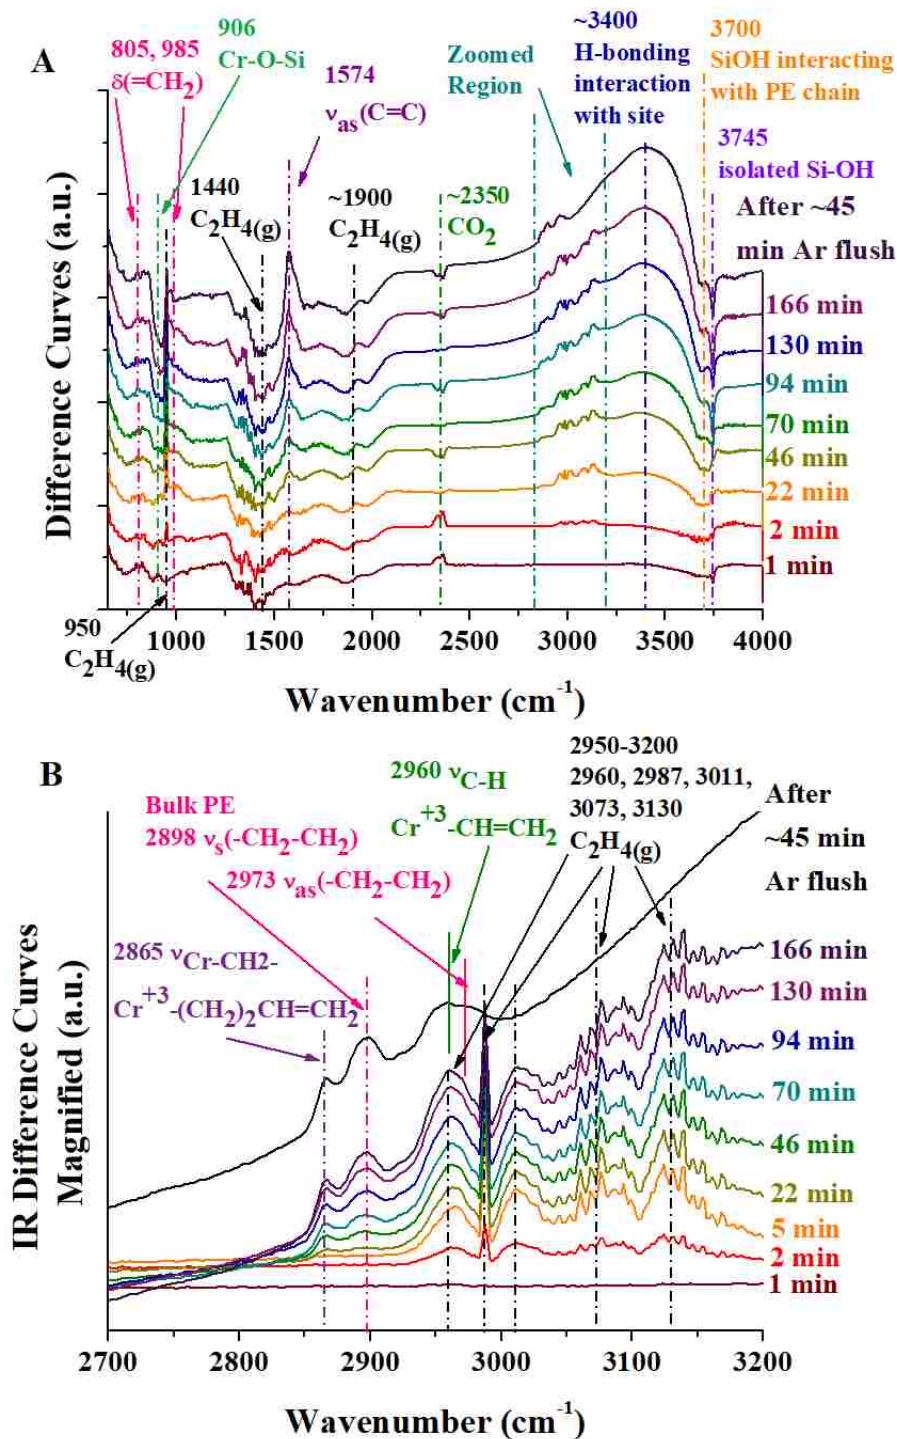 A
805, 985
δ(=CH2)
906
Cr-O-Si
1574
νas(C=C)
1440
C2H4(g)
~1900
C2H4(g)
~2350
CO2
Zoomed
Region
~3400
H-bonding
interaction
with site
3700
SiOH interacting
with PE chain
3745
isolated Si-OH
After ~45
min Ar flush
166 min
130 min
94 min
70 min
46 min
22 min
2 min
1 min
Difference Curves (a.u.)
950
C2H4(g)
1000 1500 2000 2500 3000 3500 4000
Wavenumber (cm-1)
B
Bulk PE
2898 νs(-CH2-CH2)
2973 νas(-CH2-CH2)
2960 νC-H
Cr+3-CH=CH2
2950-3200
2960, 2987, 3011,
3073, 3130
C2H4(g)
2865 νCr-CH2-
Cr+3-(CH2)2CH=CH2
After
~45 min
Ar flush
166 min
130 min
94 min
70 min
46 min
22 min
5 min
2 min
1 min
IR Difference Curves
Magnified (a.u.)
2700 2800 2900 3000 3100 3200
Wavenumber (cm-1)